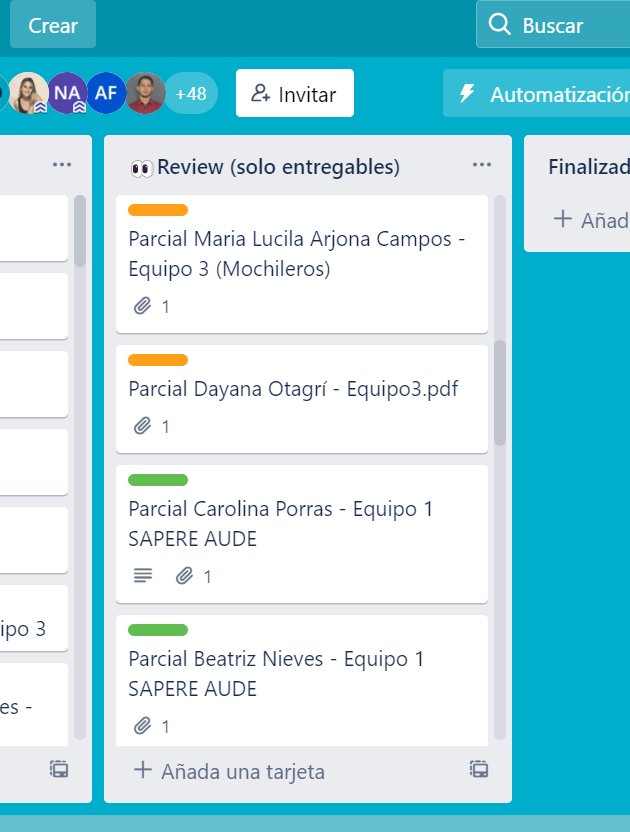 Crear
Buscar
NA
AF
+48
Invitar
Automatización
Review (solo entregables)
Finalizad
Añad
Parcial Maria Lucila Arjona Campos -
Equipo 3 (Mochileros)
1
Parcial Dayana Otagrí - Equipo3.pdf
1
Parcial Carolina Porras - Equipo 1
SAPERE AUDE
1
Parcial Beatriz Nieves - Equipo 1
SAPERE AUDE
1
Añada una tarjeta
ipo 3
es -